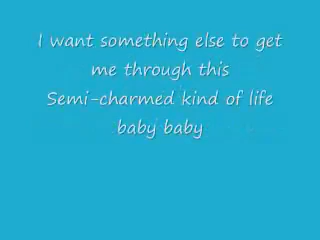 I want something else to get
me through this
Semi-charmed kind of life
baby baby